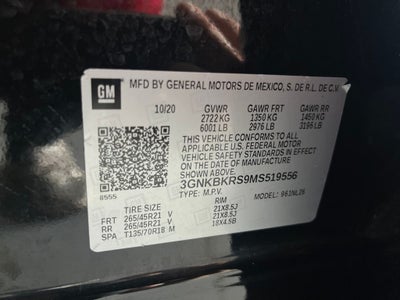 GM
MFD BY GENERAL MOTORS DE MEXICO, S. DE R.L. DE C.V.
10/20 GVWR GAWR FRT GAWR RR
2722 KG 1350 KG 1450 KG
6001 LB 2976 LB 3196 LB
THIS VEHICLE CONFORMS TO ALL
APPLICABLE U.S. FEDERAL MOTOR
VEHICLE SAFETY STANDARDS IN EFFECT ON THE
DATE OF MANUFACTURE SHOWN ABOVE.
3GNKBKRS9MS519556
TYPE: M.P.V. MODEL: 961NL26
8555
TIRE SIZE RIM
FRT 265/45R21 V 21X8.5J
RR 265/45R21 V 21X8.5J
SPA T135/70R18 M 18X4.5B